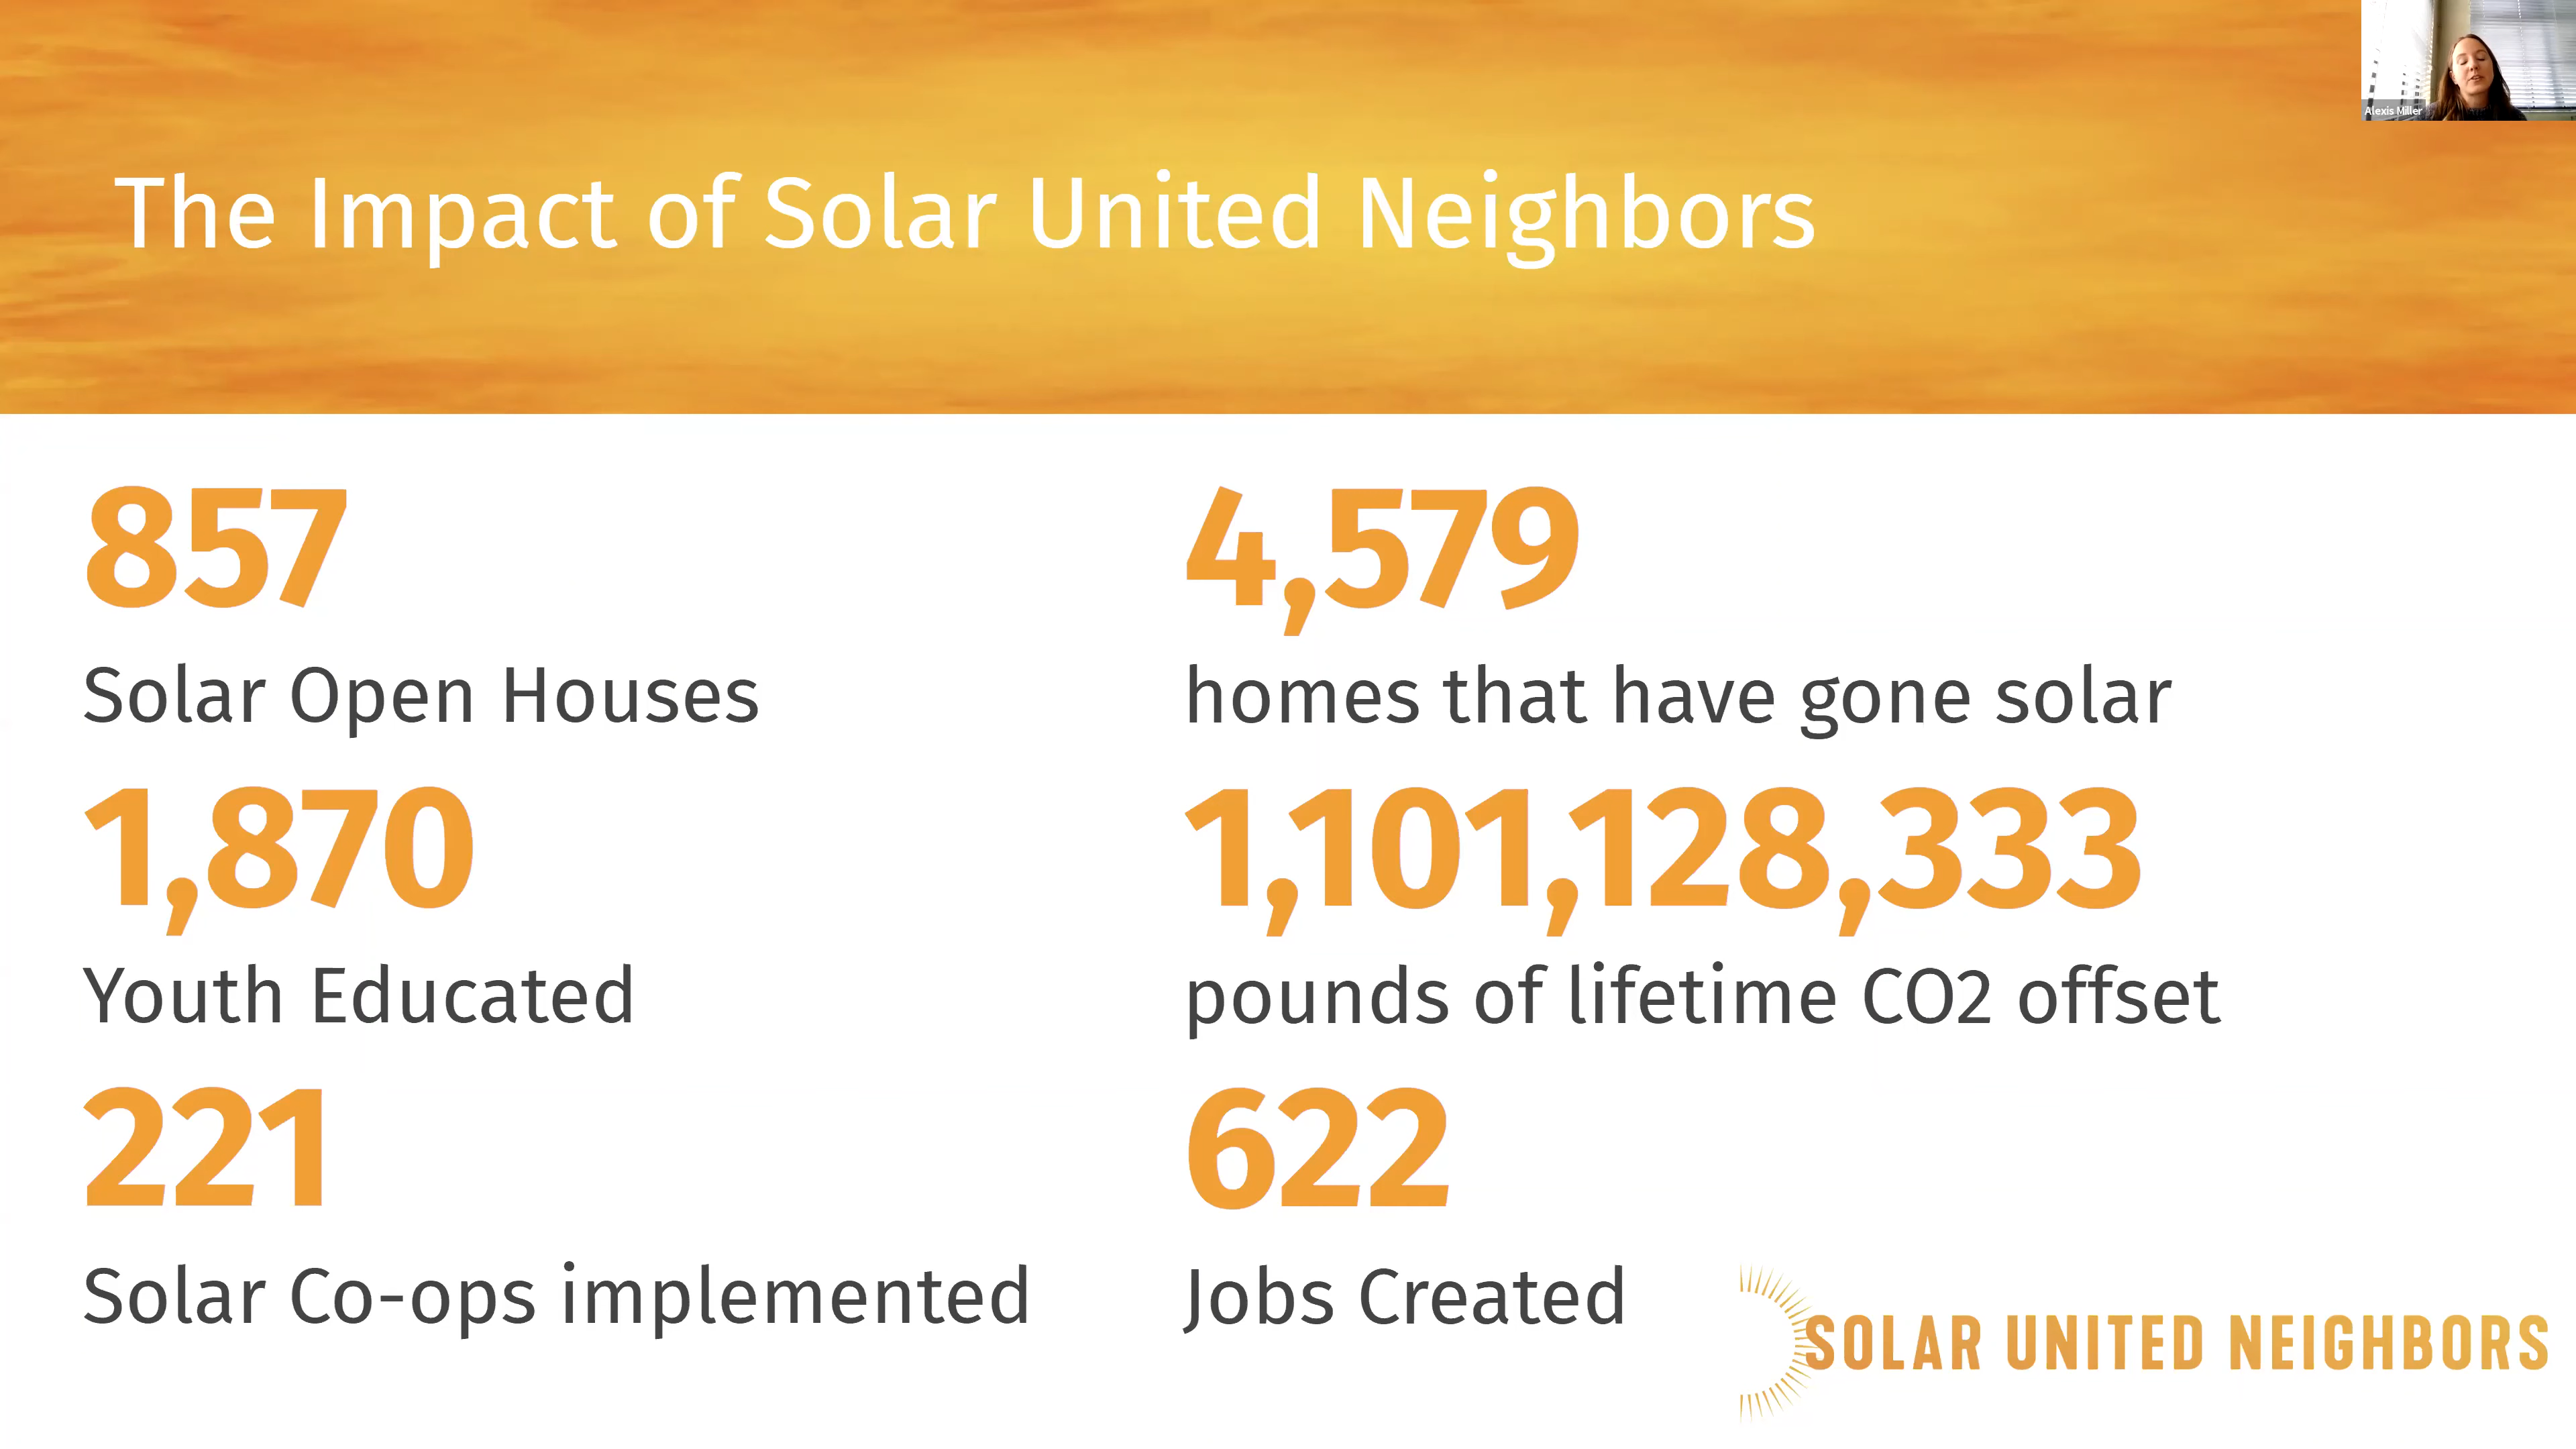 Alexis Miller
The Impact of Solar United Neighbors
857
Solar Open Houses
1,870
Youth Educated
221
Solar Co-ops implemented
4,579
homes that have gone solar
1,101,128,333
pounds of lifetime CO2 offset
622
Jobs Created
SOLAR UNITED NEIGHBORS